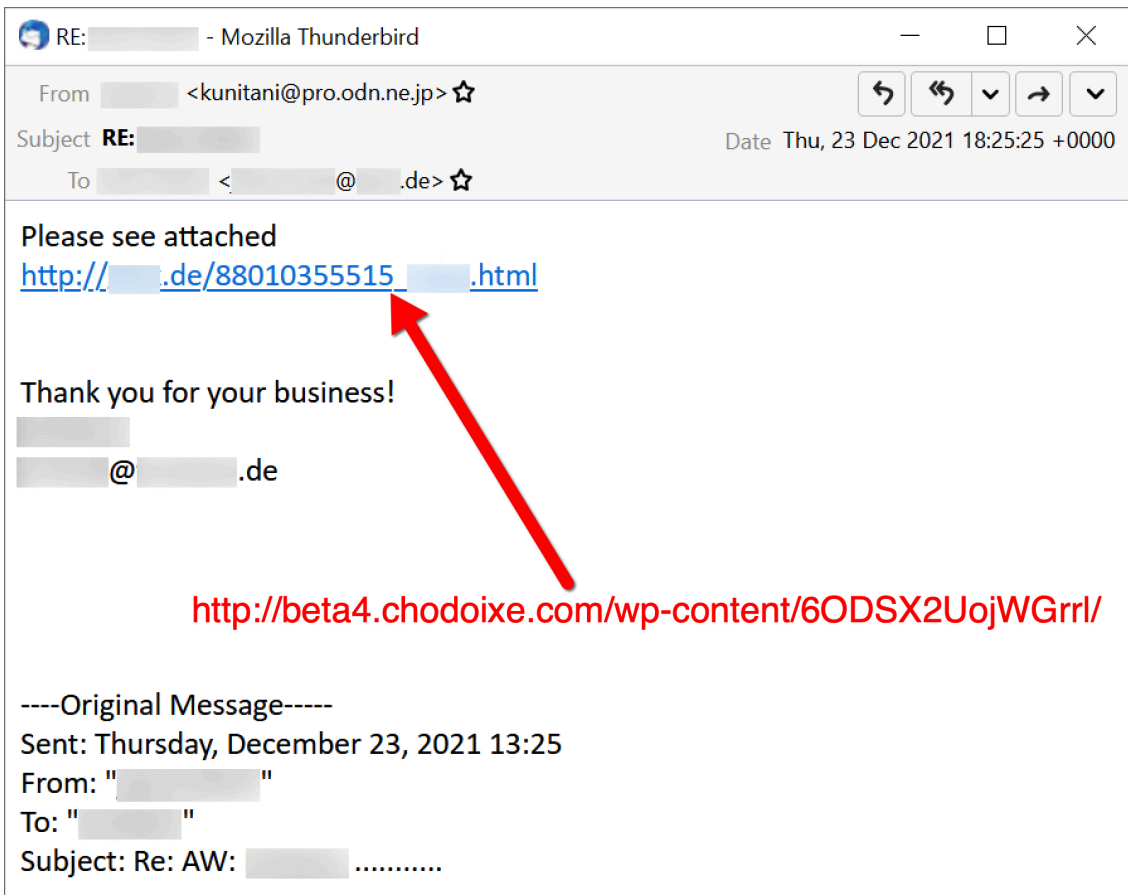 RE: - Mozilla Thunderbird
From <kunitani@pro.odn.ne.jp>
Subject RE:
Date Thu, 23 Dec 2021 18:25:25 +0000
To < @ .de>
Please see attached
http:// .de/88010355515_ .html
Thank you for your business!
@ .de
http://beta4.chodoixe.com/wp-content/6ODSX2UojWGrrl/
----Original Message-----
Sent: Thursday, December 23, 2021 13:25
From: " "
To: " "
Subject: Re: AW: ...........